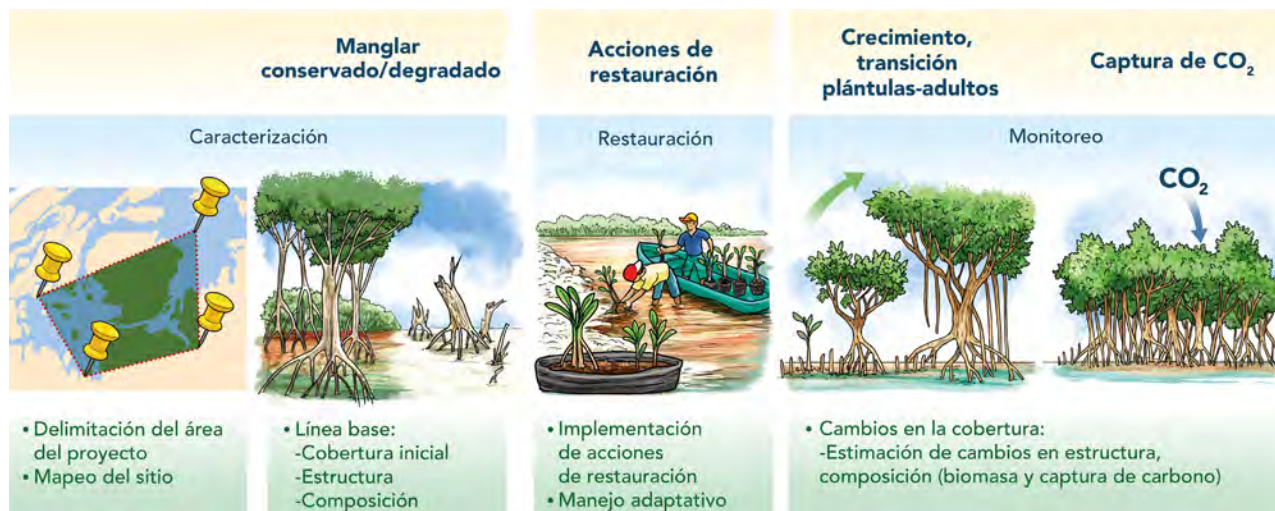 Manglar
conservado/degradado
Acciones de
restauración
Crecimiento,
transición
plántulas-adultos
Captura de CO₂
Caracterización
Restauración
Monitoreo
CO₂
• Delimitación del área
del proyecto
• Mapeo del sitio
• Línea base:
-Cobertura inicial
-Estructura
-Composición
• Implementación
de acciones
de restauración
• Manejo adaptativo
• Cambios en la cobertura:
-Estimación de cambios en estructura,
composición (biomasa y captura de carbono)